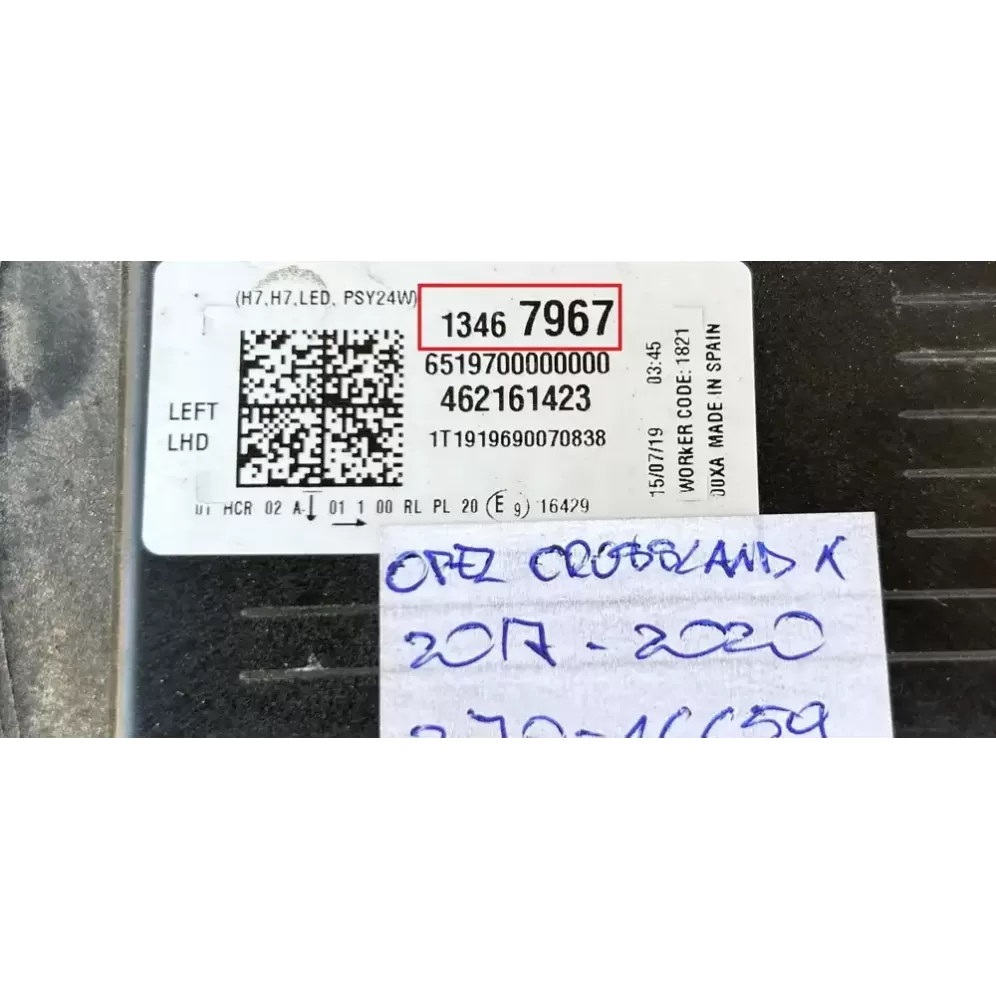 (H7,H7,LED, PSY24W)
1346 7967
6519700000000
462161423
1T1919690070838
LEFT
LHD
HCR 02 A 01 1 00 RL PL 20 E 9 16429
15/07/19 03:45
WORKER CODE: 1821
MADE IN SPAIN
OPEL CROSSLAND X
2017-2020